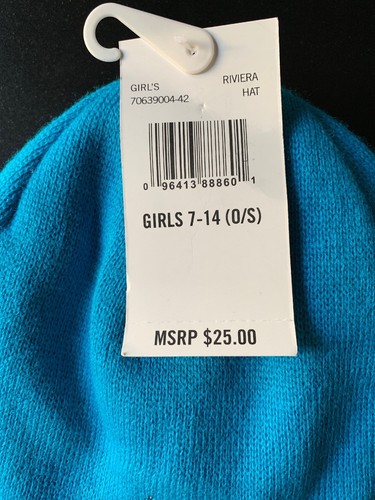 GIRL'S RIVIERA
70639004-42 HAT
0 96413 88860 1
GIRLS 7-14 (O/S)
MSRP $25.00